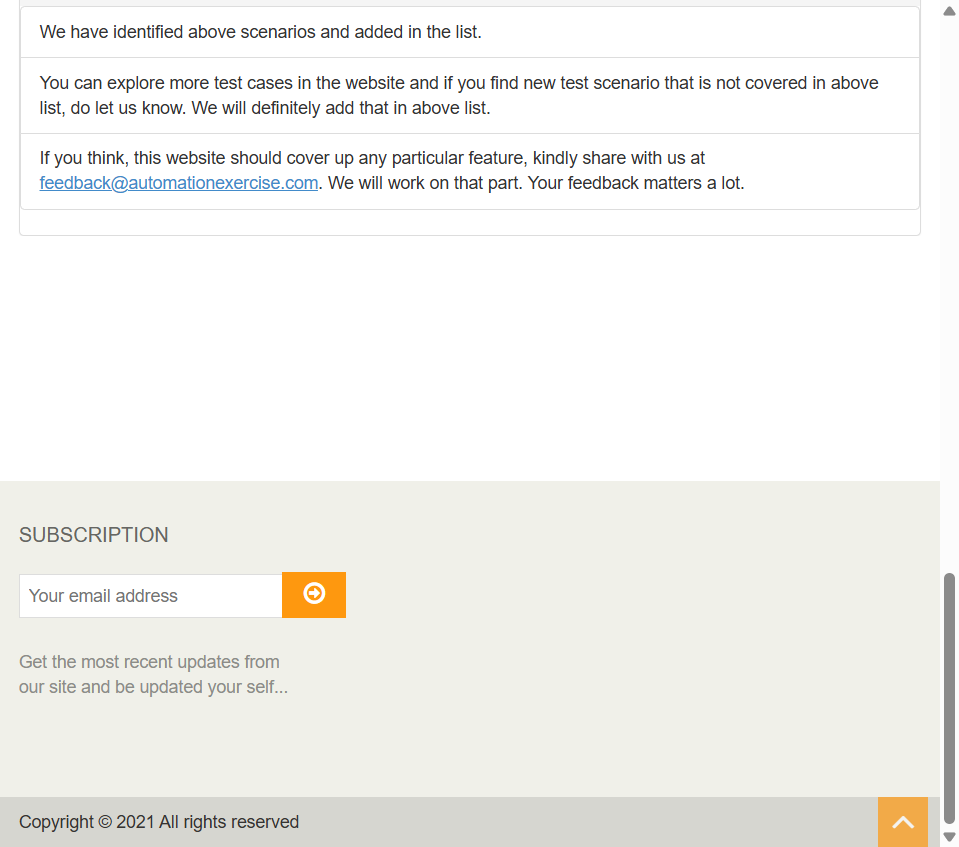 We have identified above scenarios and added in the list.
You can explore more test cases in the website and if you find new test scenario that is not covered in above
list, do let us know. We will definitely add that in above list.
If you think, this website should cover up any particular feature, kindly share with us at
feedback@automationexercise.com. We will work on that part. Your feedback matters a lot.
SUBSCRIPTION
Your email address
Get the most recent updates from
our site and be updated your self...
Copyright © 2021 All rights reserved